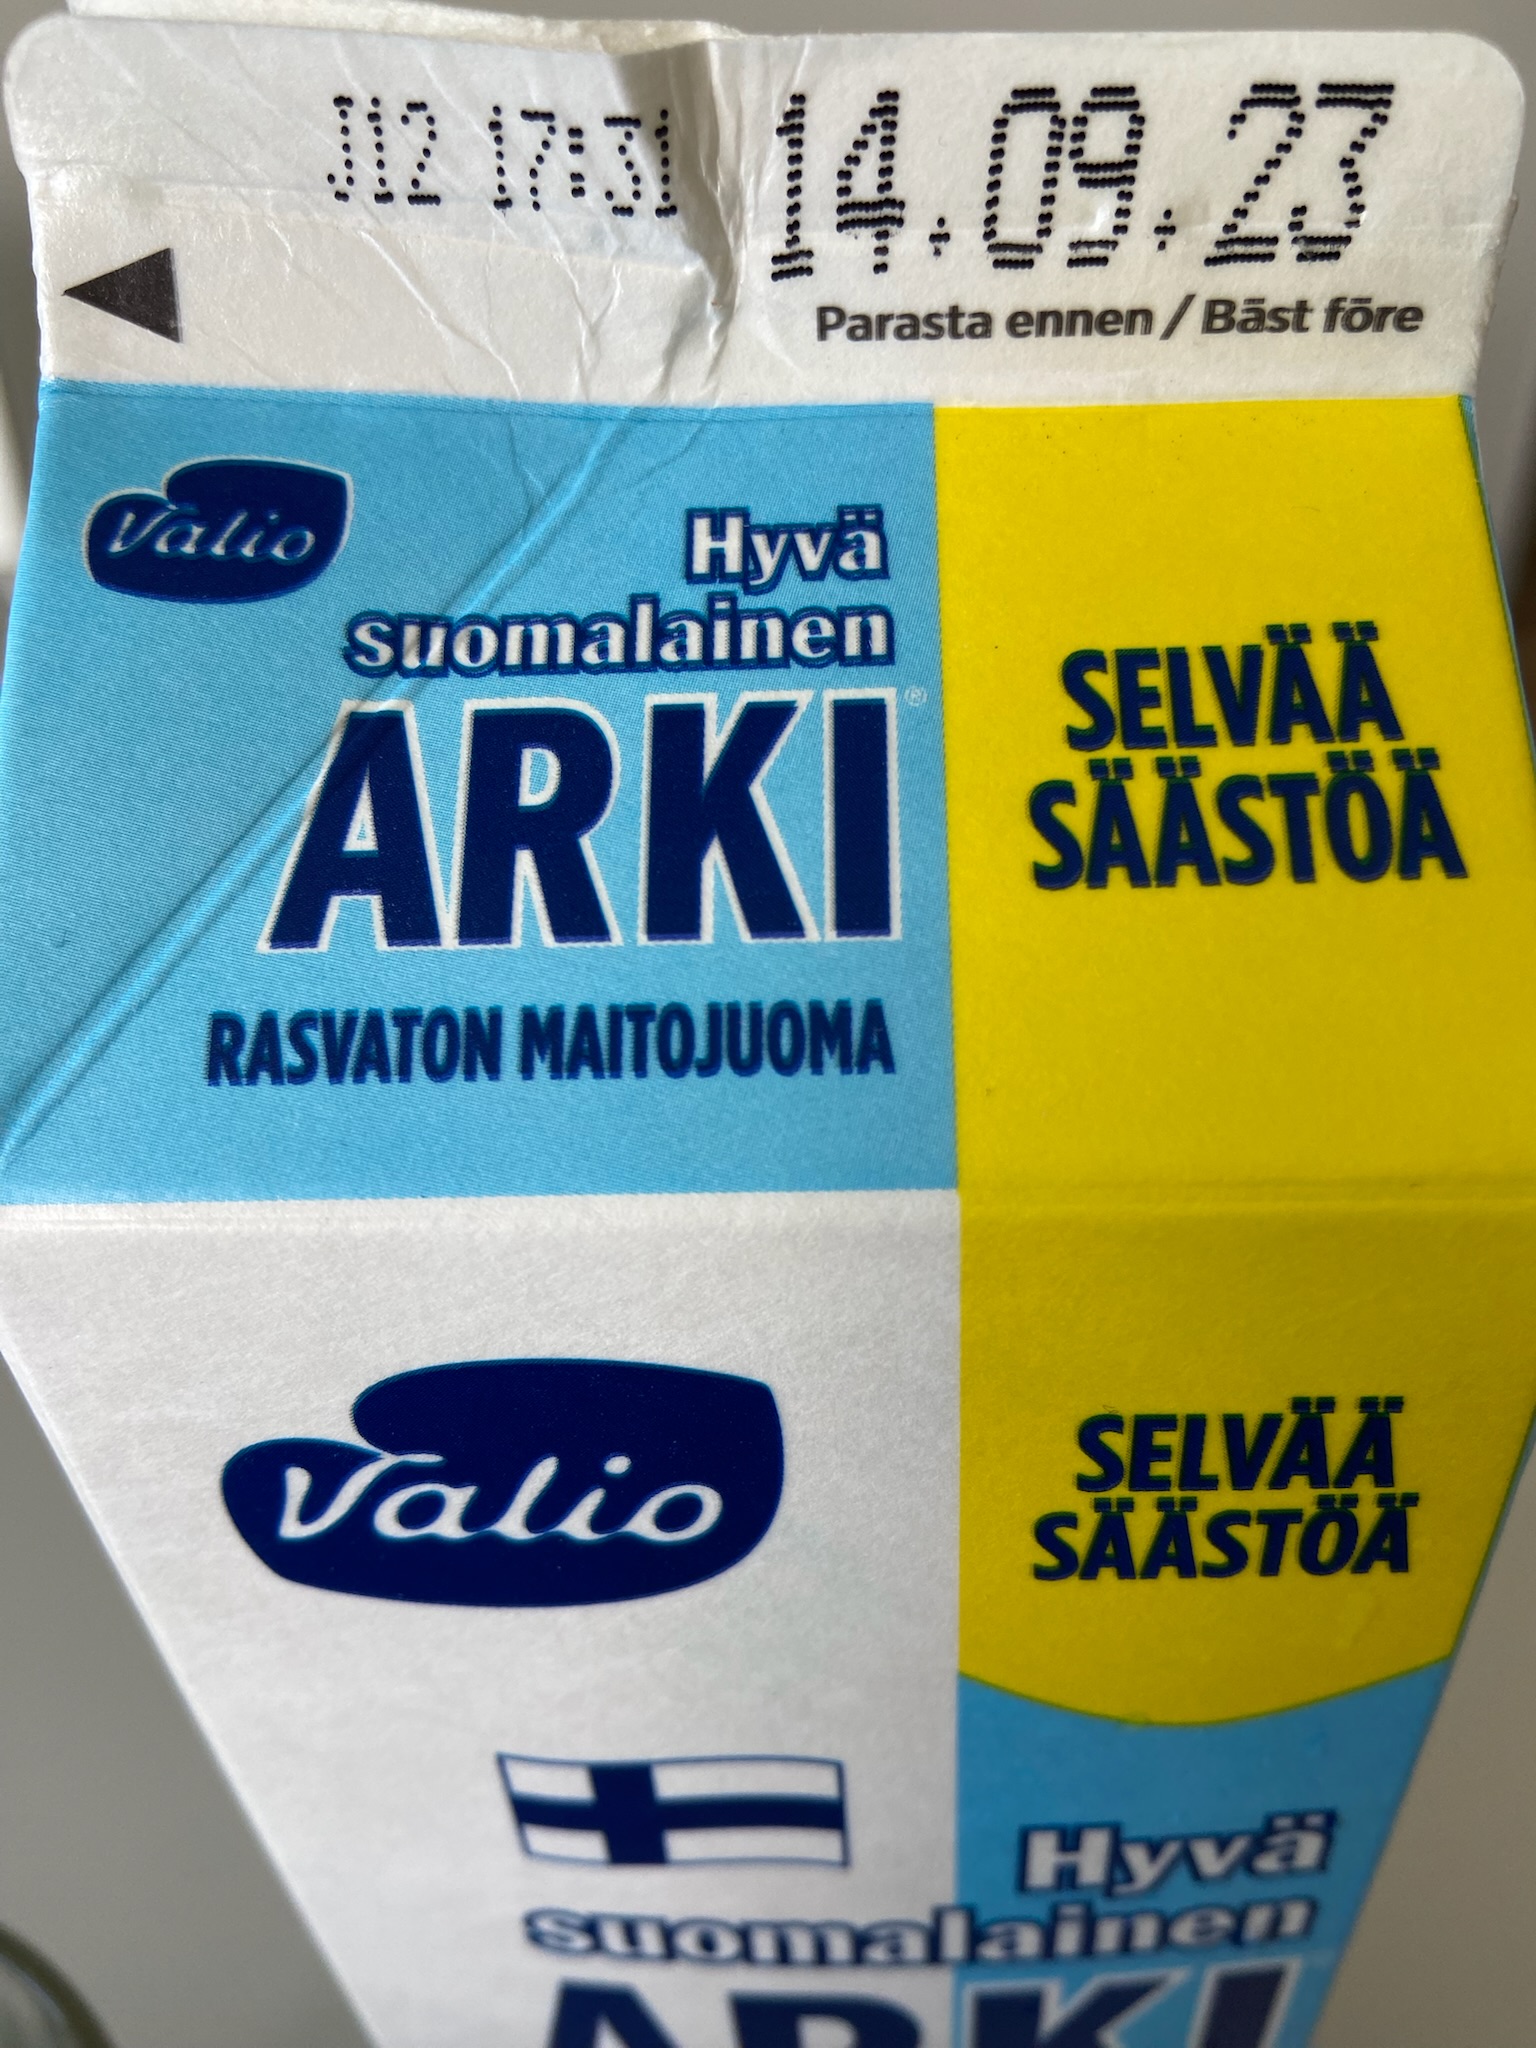 J12 17:31 14.09.23
Parasta ennen / Bäst före
Valio
Hyvä
suomalainen
ARKI®
RASVATON MAITOJUOMA
SELVÄÄ
SÄÄSTÖÄ
Valio
SELVÄÄ
SÄÄSTÖÄ
Hyvä
suomalainen
ARKI